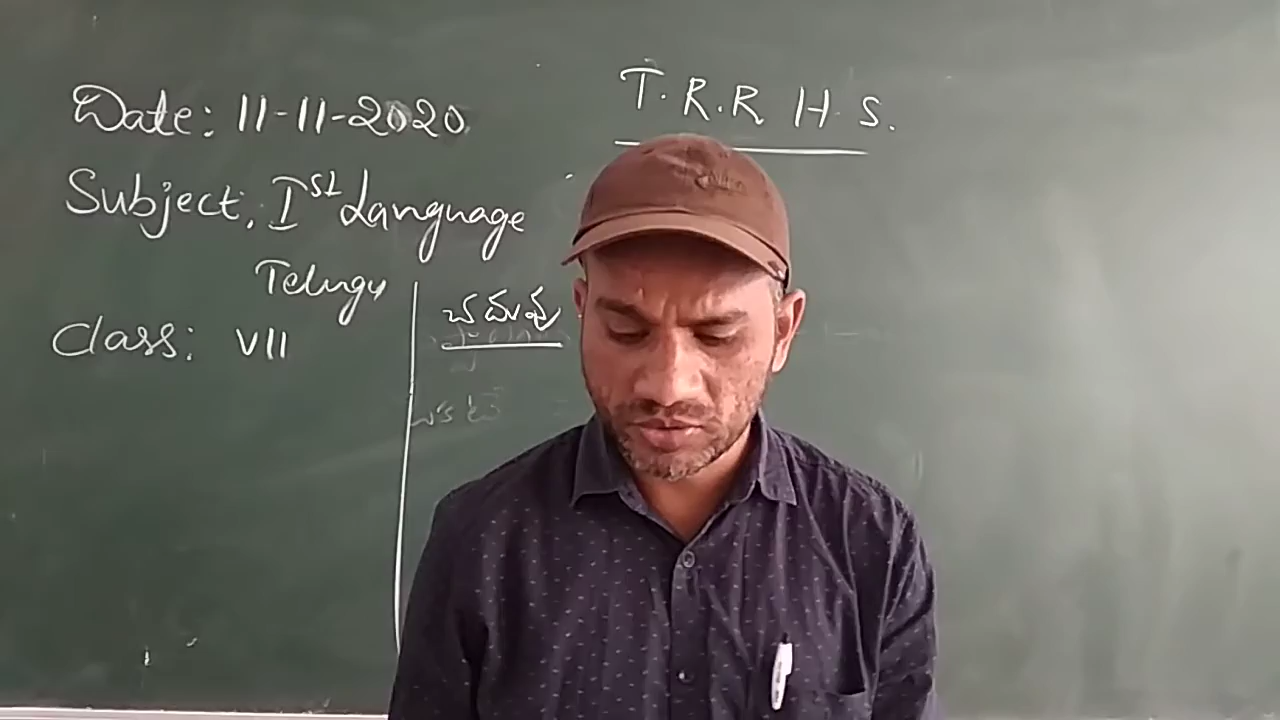 T. R. R H. S.
Date: 11-11-2020
Subject: Ist Language
Telugu
Class: VII
చదువు